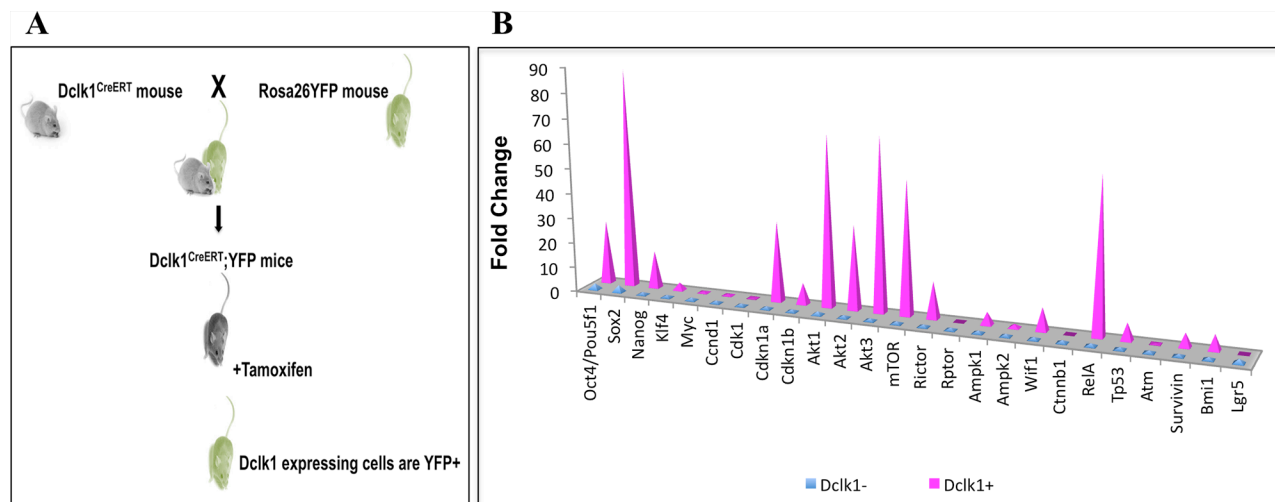 A
Dclk1CreERT mouse X Rosa26YFP mouse
Dclk1CreERT;YFP mice
+Tamoxifen
Dclk1 expressing cells are YFP+
B
Fold Change
90
80
70
60
50
40
30
20
10
0
Oct4/Pou5f1
Sox2
Nanog
Klf4
Myc
Ccnd1
Cdk1
Cdkn1a
Cdkn1b
Akt1
Akt2
Akt3
mTOR
Rictor
Rptor
Ampk1
Ampk2
Wif1
Ctnnb1
RelA
Tp53
Atm
Survivin
Bmi1
Lgr5
Dclk1- Dclk1+